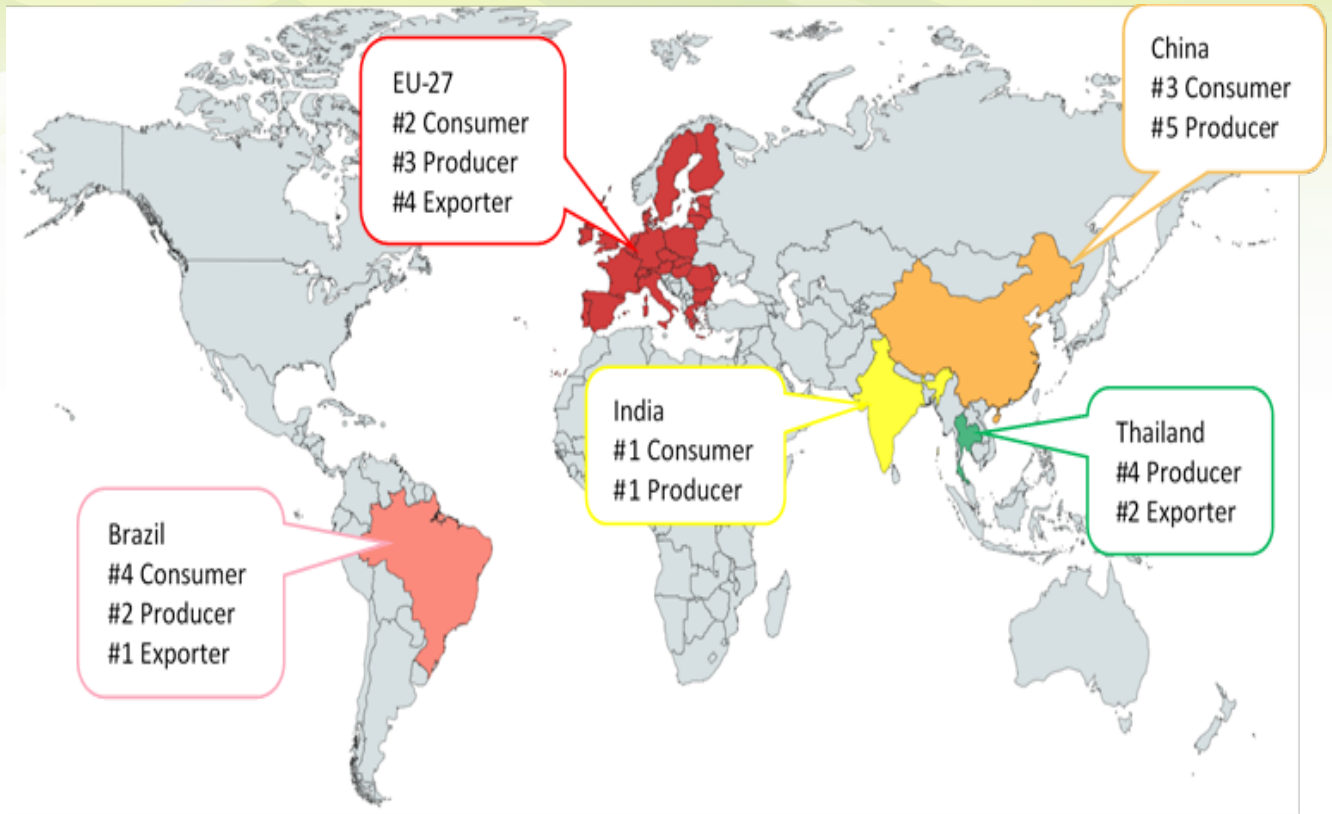 EU-27
#2 Consumer
#3 Producer
#4 Exporter
China
#3 Consumer
#5 Producer
India
#1 Consumer
#1 Producer
Thailand
#4 Producer
#2 Exporter
Brazil
#4 Consumer
#2 Producer
#1 Exporter